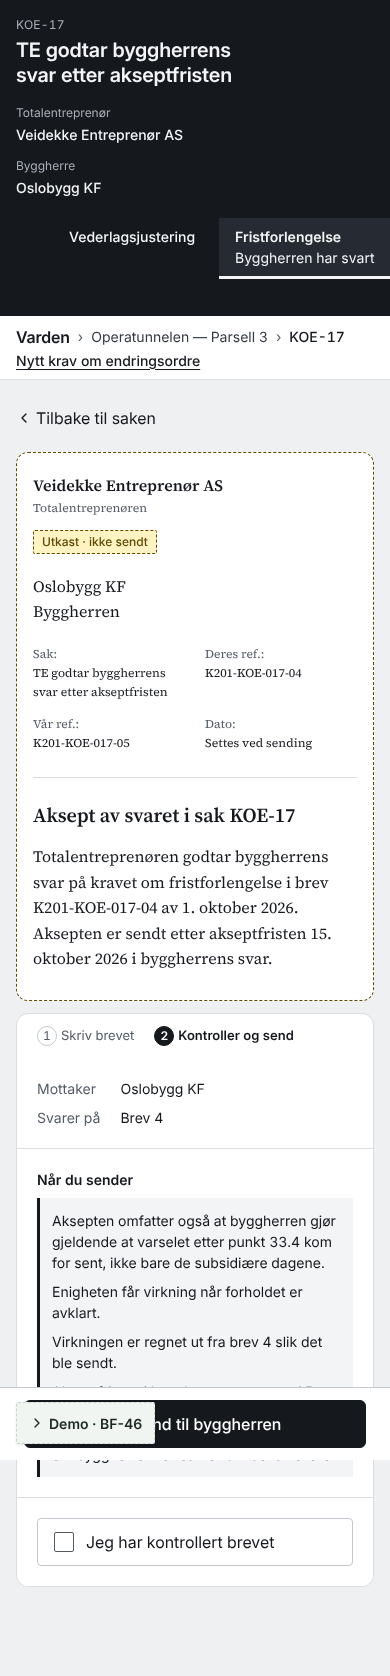 KOE-17
TE godtar byggherrens
svar etter akseptfristen
Totalentreprenør
Veidekke Entreprenør AS
Byggherre
Oslobygg KF
Vederlagsjustering
Fristforlengelse
Byggherren har svart
Varden › Operatunnelen — Parsell 3 › KOE-17
Nytt krav om endringsordre
Tilbake til saken
Veidekke Entreprenør AS
Totalentreprenøren
Utkast · ikke sendt
Oslobygg KF
Byggherren
Sak:
TE godtar byggherrens
svar etter akseptfristen
Deres ref.:
K201-KOE-017-04
Vår ref.:
K201-KOE-017-05
Dato:
Settes ved sending
Aksept av svaret i sak KOE-17
Totalentreprenøren godtar byggherrens
svar på kravet om fristforlengelse i brev
K201-KOE-017-04 av 1. oktober 2026.
Aksepten er sendt etter akseptfristen 15.
oktober 2026 i byggherrens svar.
1 Skriv brevet
2 Kontroller og send
Mottaker Oslobygg KF
Svarer på Brev 4
Når du sender
Aksepten omfatter også at byggherren gjør
gjeldende at varselet etter punkt 33.4 kom
for sent, ikke bare de subsidiære dagene.
Enigheten får virkning når forholdet er
avklart.
Virkningen er regnet ut fra brev 4 slik det
ble sendt.
Demo · BF-46
til byggherren
Jeg har kontrollert brevet